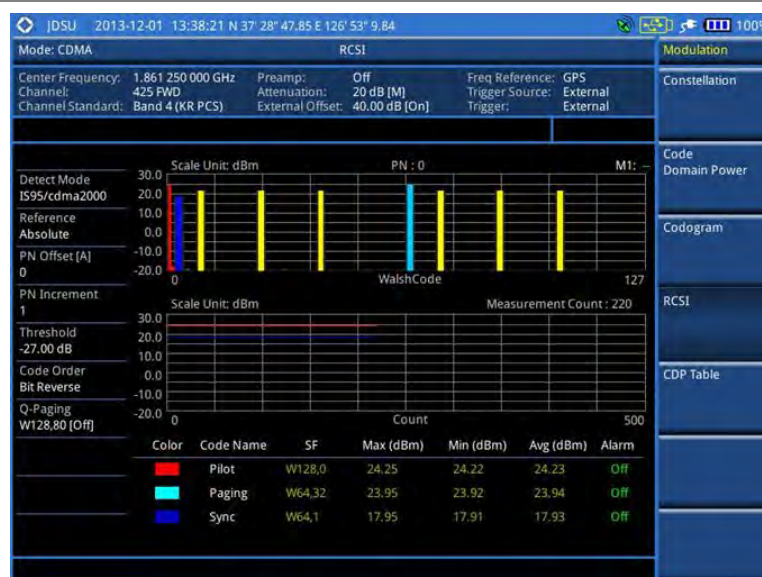 JDSU 2013-12-01 13:38:21 N 37' 28" 47.85 E 126' 53" 9.84 100%
Mode: CDMA RCSI Modulation
Center Frequency: 1.861 250 000 GHz Preamp: Off Freq Reference: GPS
Channel: 425 FWD Attenuation: 20 dB [M] Trigger Source: External
Channel Standard: Band 4 (KR PCS) External Offset: 40.00 dB [On] Trigger: External
Constellation
Code
Domain Power
Codogram
RCSI
CDP Table
Detect Mode
IS95/cdma2000
Reference
Absolute
PN Offset [A]
0
PN Increment
1
Threshold
-27.00 dB
Code Order
Bit Reverse
Q-Paging
W128,80 [Off]
Scale Unit: dBm PN : 0 M1: --
30.0
20.0
10.0
0.0
-10.0
-20.0
0 WalshCode 127
Scale Unit: dBm Measurement Count : 220
30.0
20.0
10.0
0.0
-10.0
-20.0
0 Count 500
Color Code Name SF Max (dBm) Min (dBm) Avg (dBm) Alarm
Pilot W128,0 24.25 24.22 24.23 Off
Paging W64,32 23.95 23.92 23.94 Off
Sync W64,1 17.95 17.91 17.93 Off